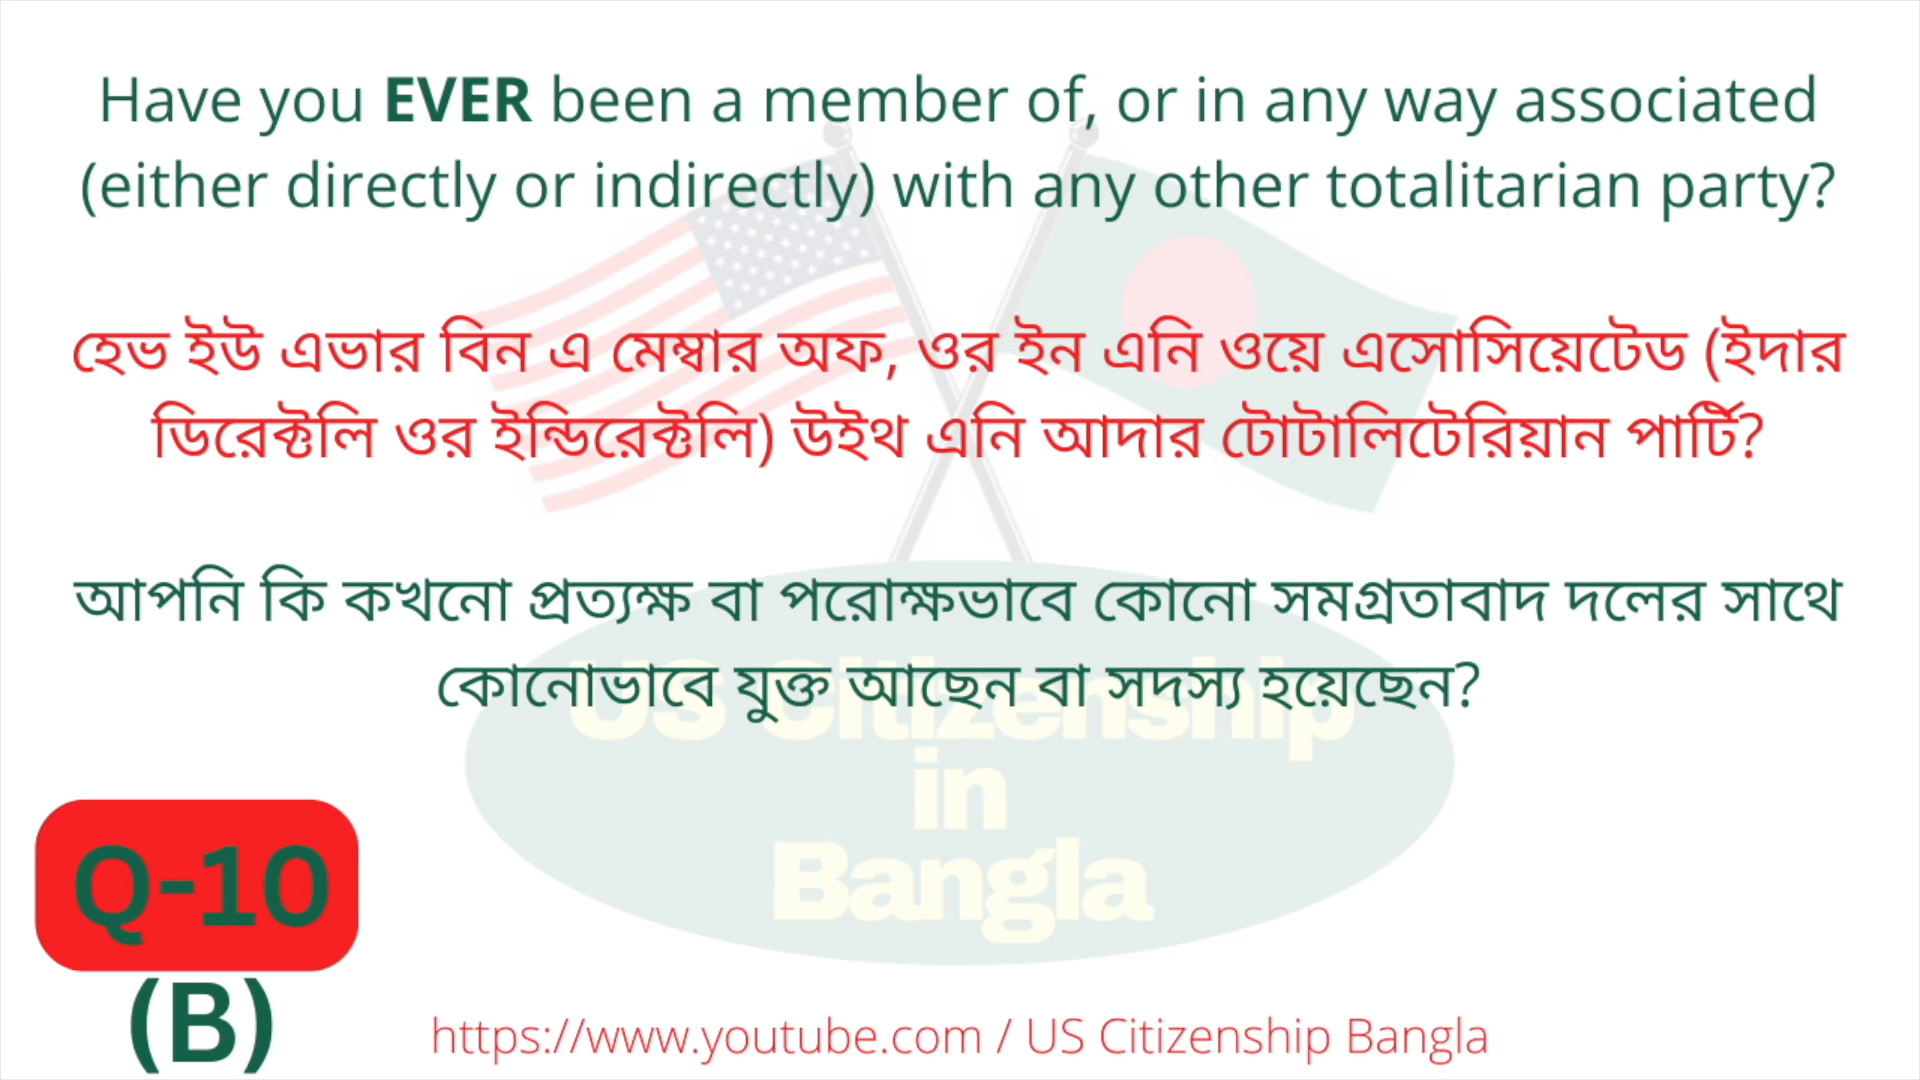 Have you EVER been a member of, or in any way associated
(either directly or indirectly) with any other totalitarian party?
হেভ ইউ এভার বিন এ মেম্বার অফ, ওর ইন এনি ওয়ে এসোসিয়েটেড (ইদার
ডিরেক্টলি ওর ইন্ডিরেক্টলি) উইথ এনি আদার টোটালিটেরিয়ান পার্টি?
আপনি কি কখনো প্রত্যক্ষ বা পরোক্ষভাবে কোনো সমগ্রতাবাদ দলের সাথে
কোনোভাবে যুক্ত আছেন বা সদস্য হয়েছেন?
US Citizenship
in
Bangla
Q-10
(B)
https://www.youtube.com / US Citizenship Bangla